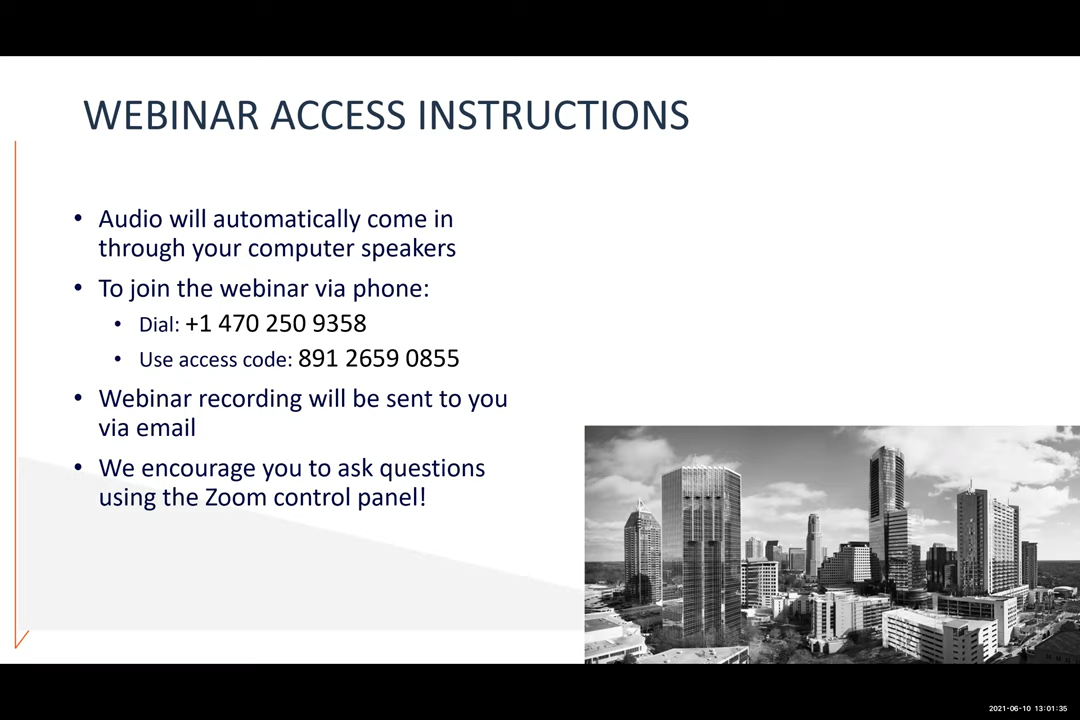 WEBINAR ACCESS INSTRUCTIONS
• Audio will automatically come in
through your computer speakers
• To join the webinar via phone:
• Dial: +1 470 250 9358
• Use access code: 891 2659 0855
• Webinar recording will be sent to you
via email
• We encourage you to ask questions
using the Zoom control panel!
2021-06-10 13:01:35